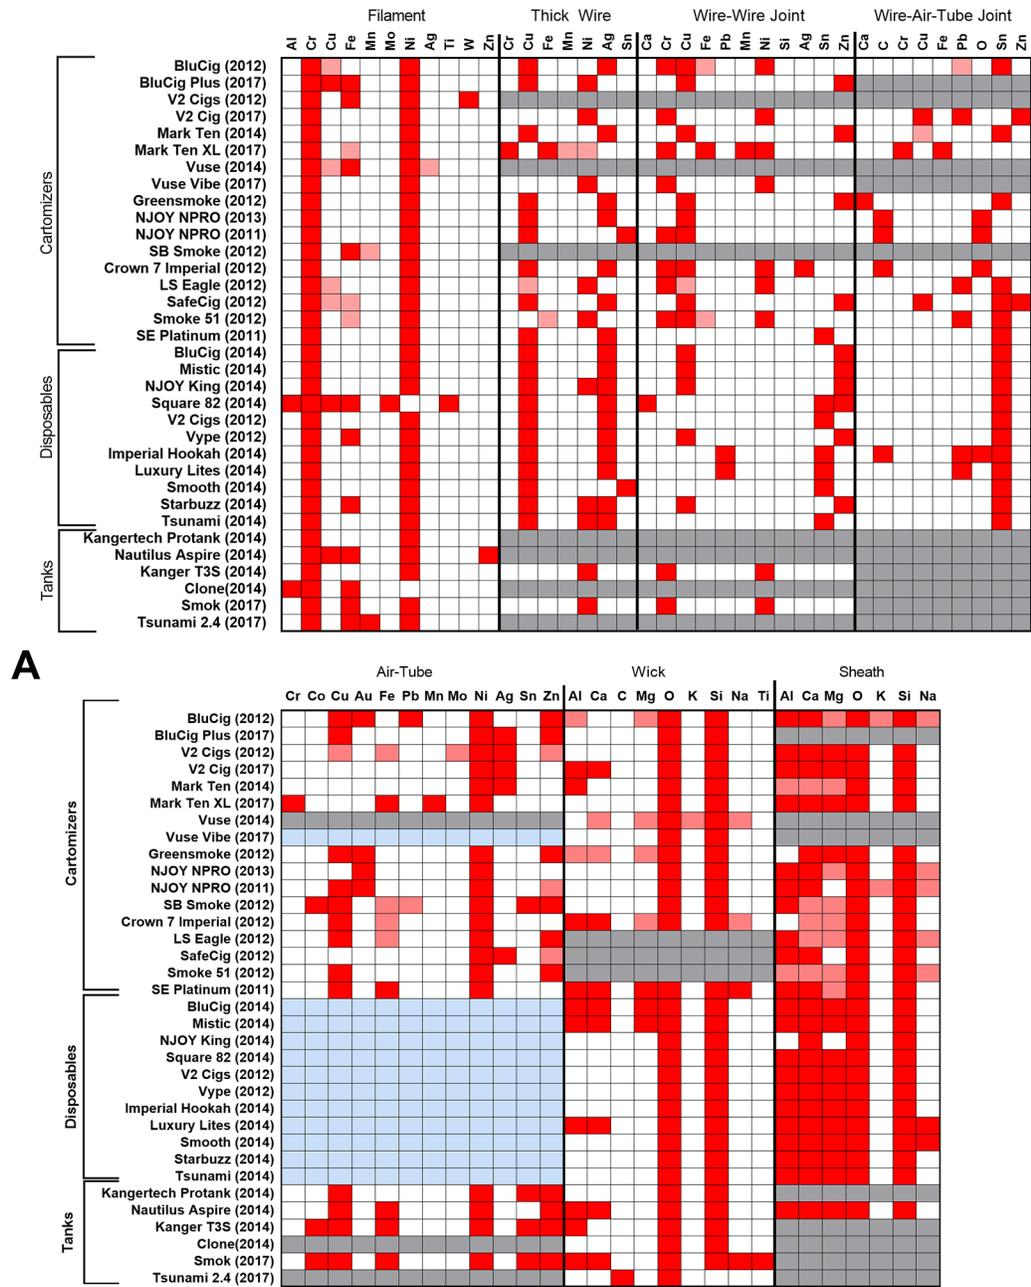 Filament Thick Wire Wire-Wire Joint Wire-Air-Tube Joint
Al Cr Cu Fe Mn Mo Ni Ag Ti W Zn Cr Cu Fe Mn Ni Ag Sn Ca Cr Cu Fe Pb Mn Ni Si Ag Sn Zn Ca C Cr Cu Fe Pb O Sn Zn
Cartomizers
BluCig (2012)
BluCig Plus (2017)
V2 Cigs (2012)
V2 Cig (2017)
Mark Ten (2014)
Mark Ten XL (2017)
Vuse (2014)
Vuse Vibe (2017)
Greensmoke (2012)
NJOY NPRO (2013)
NJOY NPRO (2011)
SB Smoke (2012)
Crown 7 Imperial (2012)
LS Eagle (2012)
SafeCig (2012)
Smoke 51 (2012)
SE Platinum (2011)
Disposables
BluCig (2014)
Mistic (2014)
NJOY King (2014)
Square 82 (2014)
V2 Cigs (2012)
Vype (2012)
Imperial Hookah (2014)
Luxury Lites (2014)
Smooth (2014)
Starbuzz (2014)
Tsunami (2014)
Tanks
Kangertech Protank (2014)
Nautilus Aspire (2014)
Kanger T3S (2014)
Clone(2014)
Smok (2017)
Tsunami 2.4 (2017)
A
Air-Tube Wick Sheath
Cr Co Cu Au Fe Pb Mn Mo Ni Ag Sn Zn Al Ca C Mg O K Si Na Ti Al Ca Mg O K Si Na
Cartomizers
BluCig (2012)
BluCig Plus (2017)
V2 Cigs (2012)
V2 Cig (2017)
Mark Ten (2014)
Mark Ten XL (2017)
Vuse (2014)
Vuse Vibe (2017)
Greensmoke (2012)
NJOY NPRO (2013)
NJOY NPRO (2011)
SB Smoke (2012)
Crown 7 Imperial (2012)
LS Eagle (2012)
SafeCig (2012)
Smoke 51 (2012)
SE Platinum (2011)
Disposables
BluCig (2014)
Mistic (2014)
NJOY King (2014)
Square 82 (2014)
V2 Cigs (2012)
Vype (2012)
Imperial Hookah (2014)
Luxury Lites (2014)
Smooth (2014)
Starbuzz (2014)
Tsunami (2014)
Tanks
Kangertech Protank (2014)
Nautilus Aspire (2014)
Kanger T3S (2014)
Clone(2014)
Smok (2017)
Tsunami 2.4 (2017)